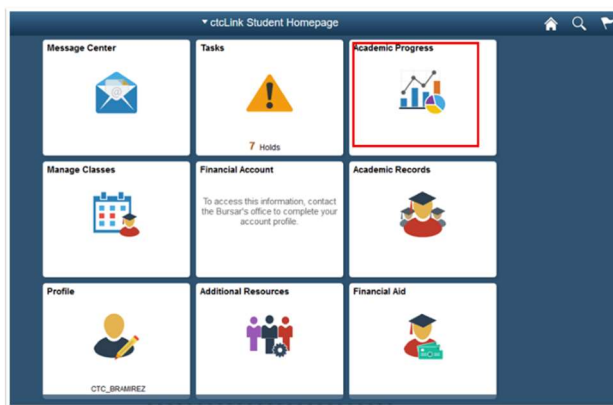 ctcLink Student Homepage
Message Center
Tasks
Academic Progress
7 Holds
Manage Classes
Financial Account
Academic Records
To access this information, contact
the Bursar's office to complete your
account profile.
Profile
Additional Resources
Financial Aid
CTC_BRAMIREZ